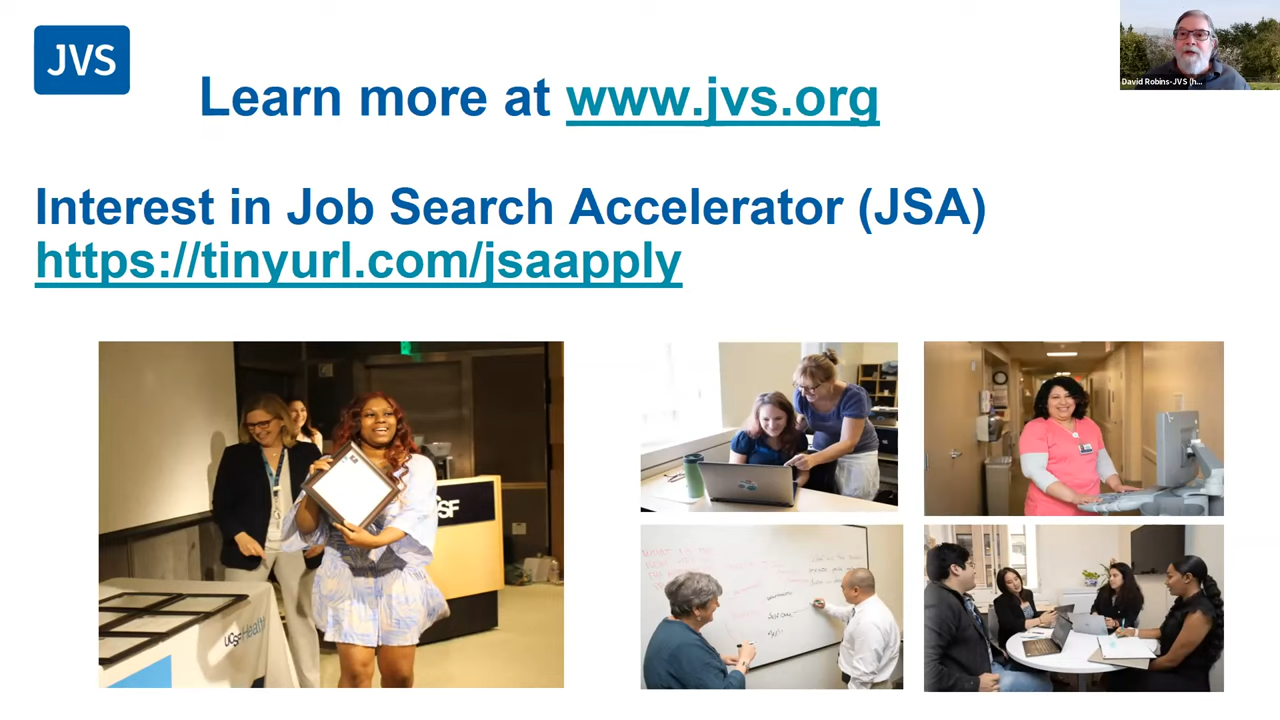 JVS
David Robins-JVS (h...
Learn more at www.jvs.org
Interest in Job Search Accelerator (JSA)
https://tinyurl.com/jsaapply
UCSF Health